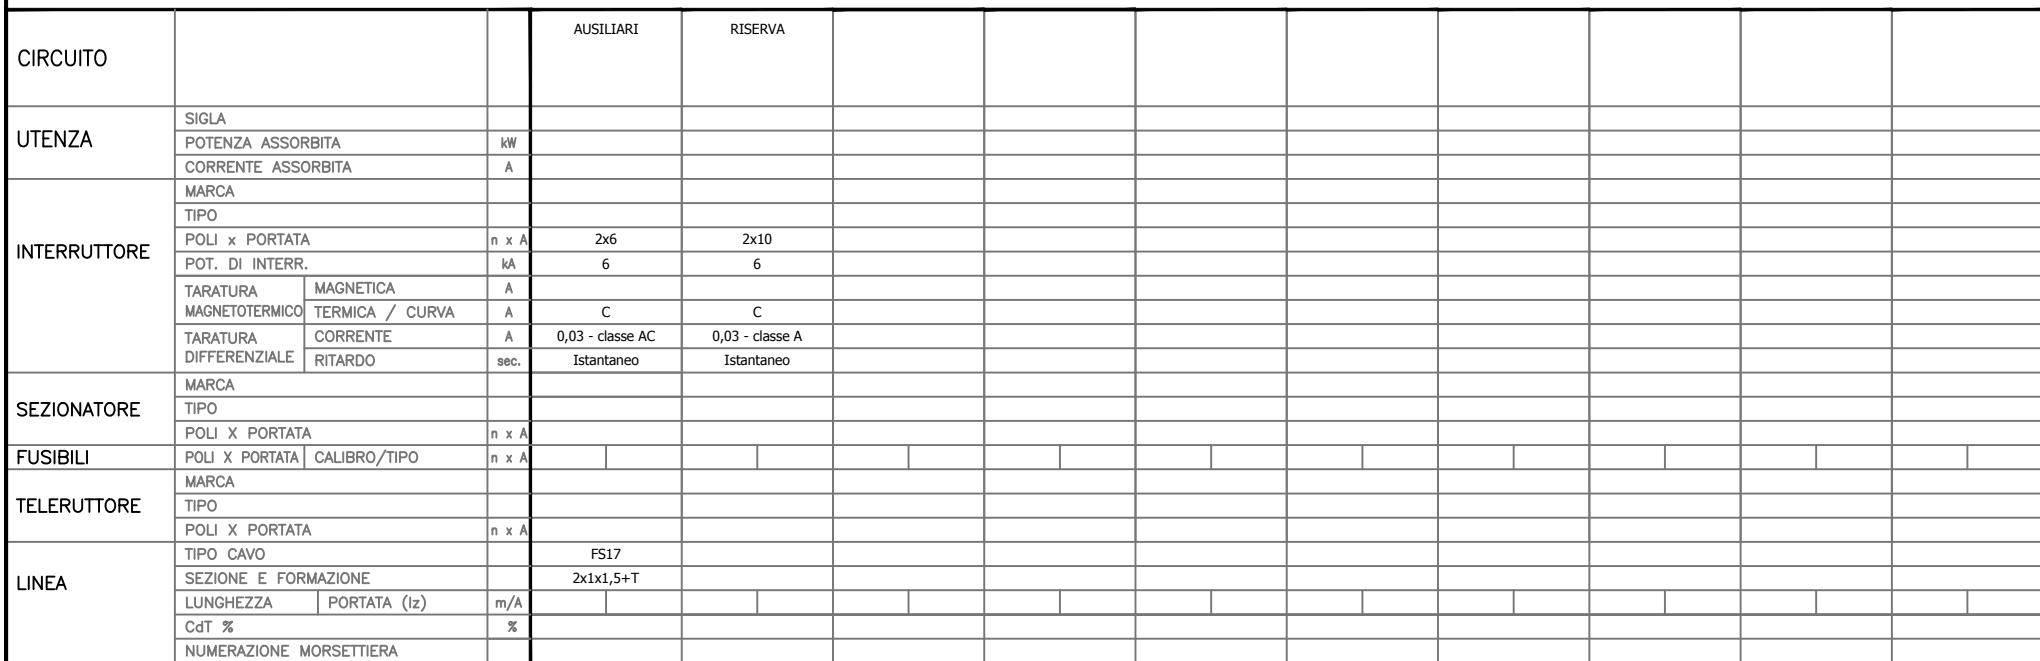 AUSILIARI RISERVA
CIRCUITO
UTENZA
SIGLA
POTENZA ASSORBITA kW
CORRENTE ASSORBITA A
INTERRUTTORE
MARCA
TIPO
POLI x PORTATA n x A 2x6 2x10
POT. DI INTERR. kA 6 6
TARATURA MAGNETOTERMICO
MAGNETICA A
TERMICA / CURVA A C C
TARATURA DIFFERENZIALE
CORRENTE A 0,03 - classe AC 0,03 - classe A
RITARDO sec. Istantaneo Istantaneo
SEZIONATORE
MARCA
TIPO
POLI X PORTATA n x A
FUSIBILI POLI X PORTATA CALIBRO/TIPO n x A
TELERUTTORE
MARCA
TIPO
POLI X PORTATA n x A
LINEA
TIPO CAVO FS17
SEZIONE E FORMAZIONE 2x1x1,5+T
LUNGHEZZA PORTATA (Iz) m/A
CdT % %
NUMERAZIONE MORSETTIERA